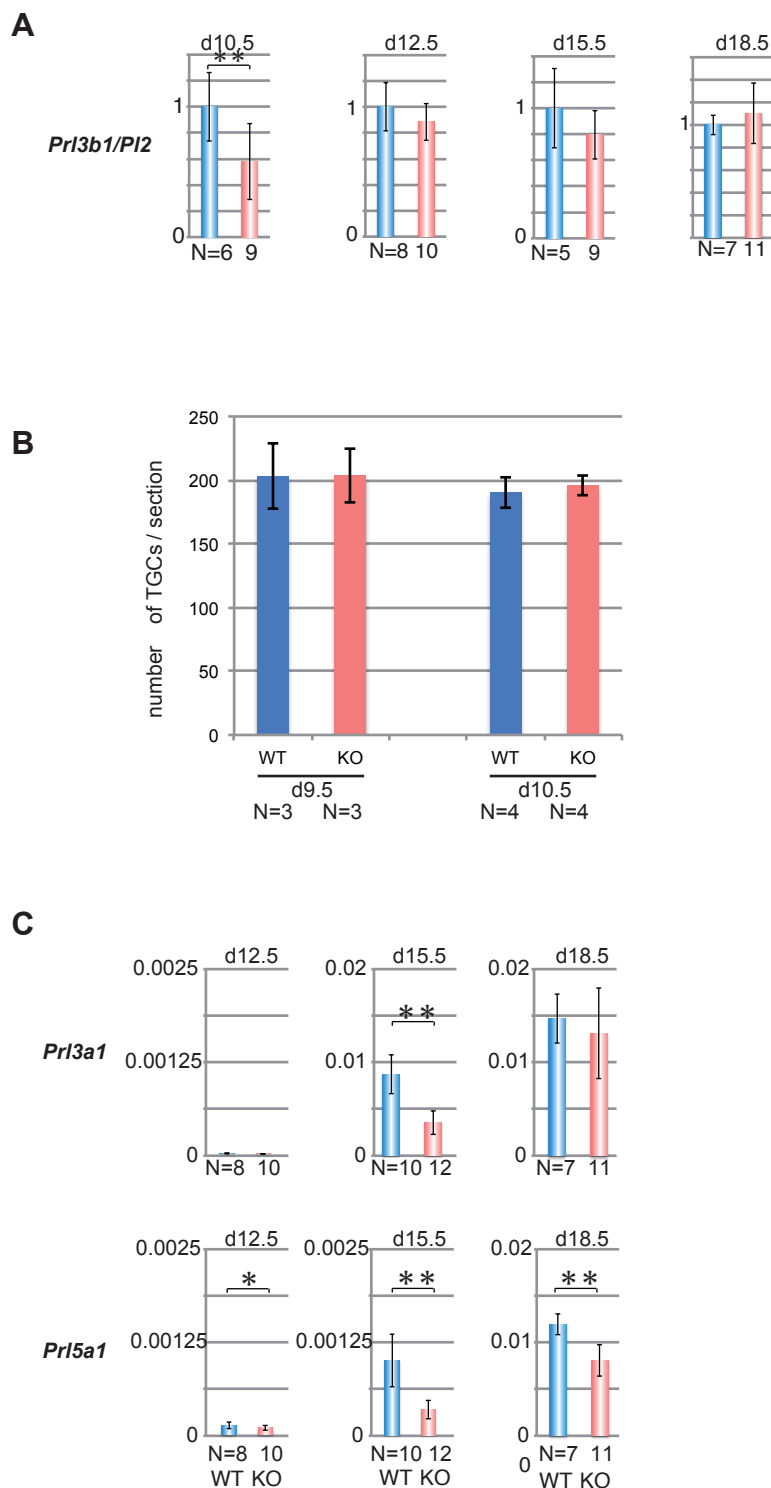 A
d10.5 d12.5 d15.5 d18.5
**
Prl3b1/Pl2
1 1 1 1
0 0 0 0
N=6 9 N=8 10 N=5 9 N=7 11
B
number of TGCs / section
250
200
150
100
50
0
WT KO WT KO
d9.5 d10.5
N=3 N=3 N=4 N=4
C
d12.5 d15.5 d18.5
0.0025 0.02 0.02
**
Prl3a1
0.00125 0.01 0.01
0 0 0
N=8 10 N=10 12 N=7 11
d12.5 d15.5 d18.5
0.0025 0.0025 0.02
* ** **
Prl5a1
0.00125 0.00125 0.01
0 0 0
N=8 10 N=10 12 N=7 11
0
WT KO WT KO WT KO